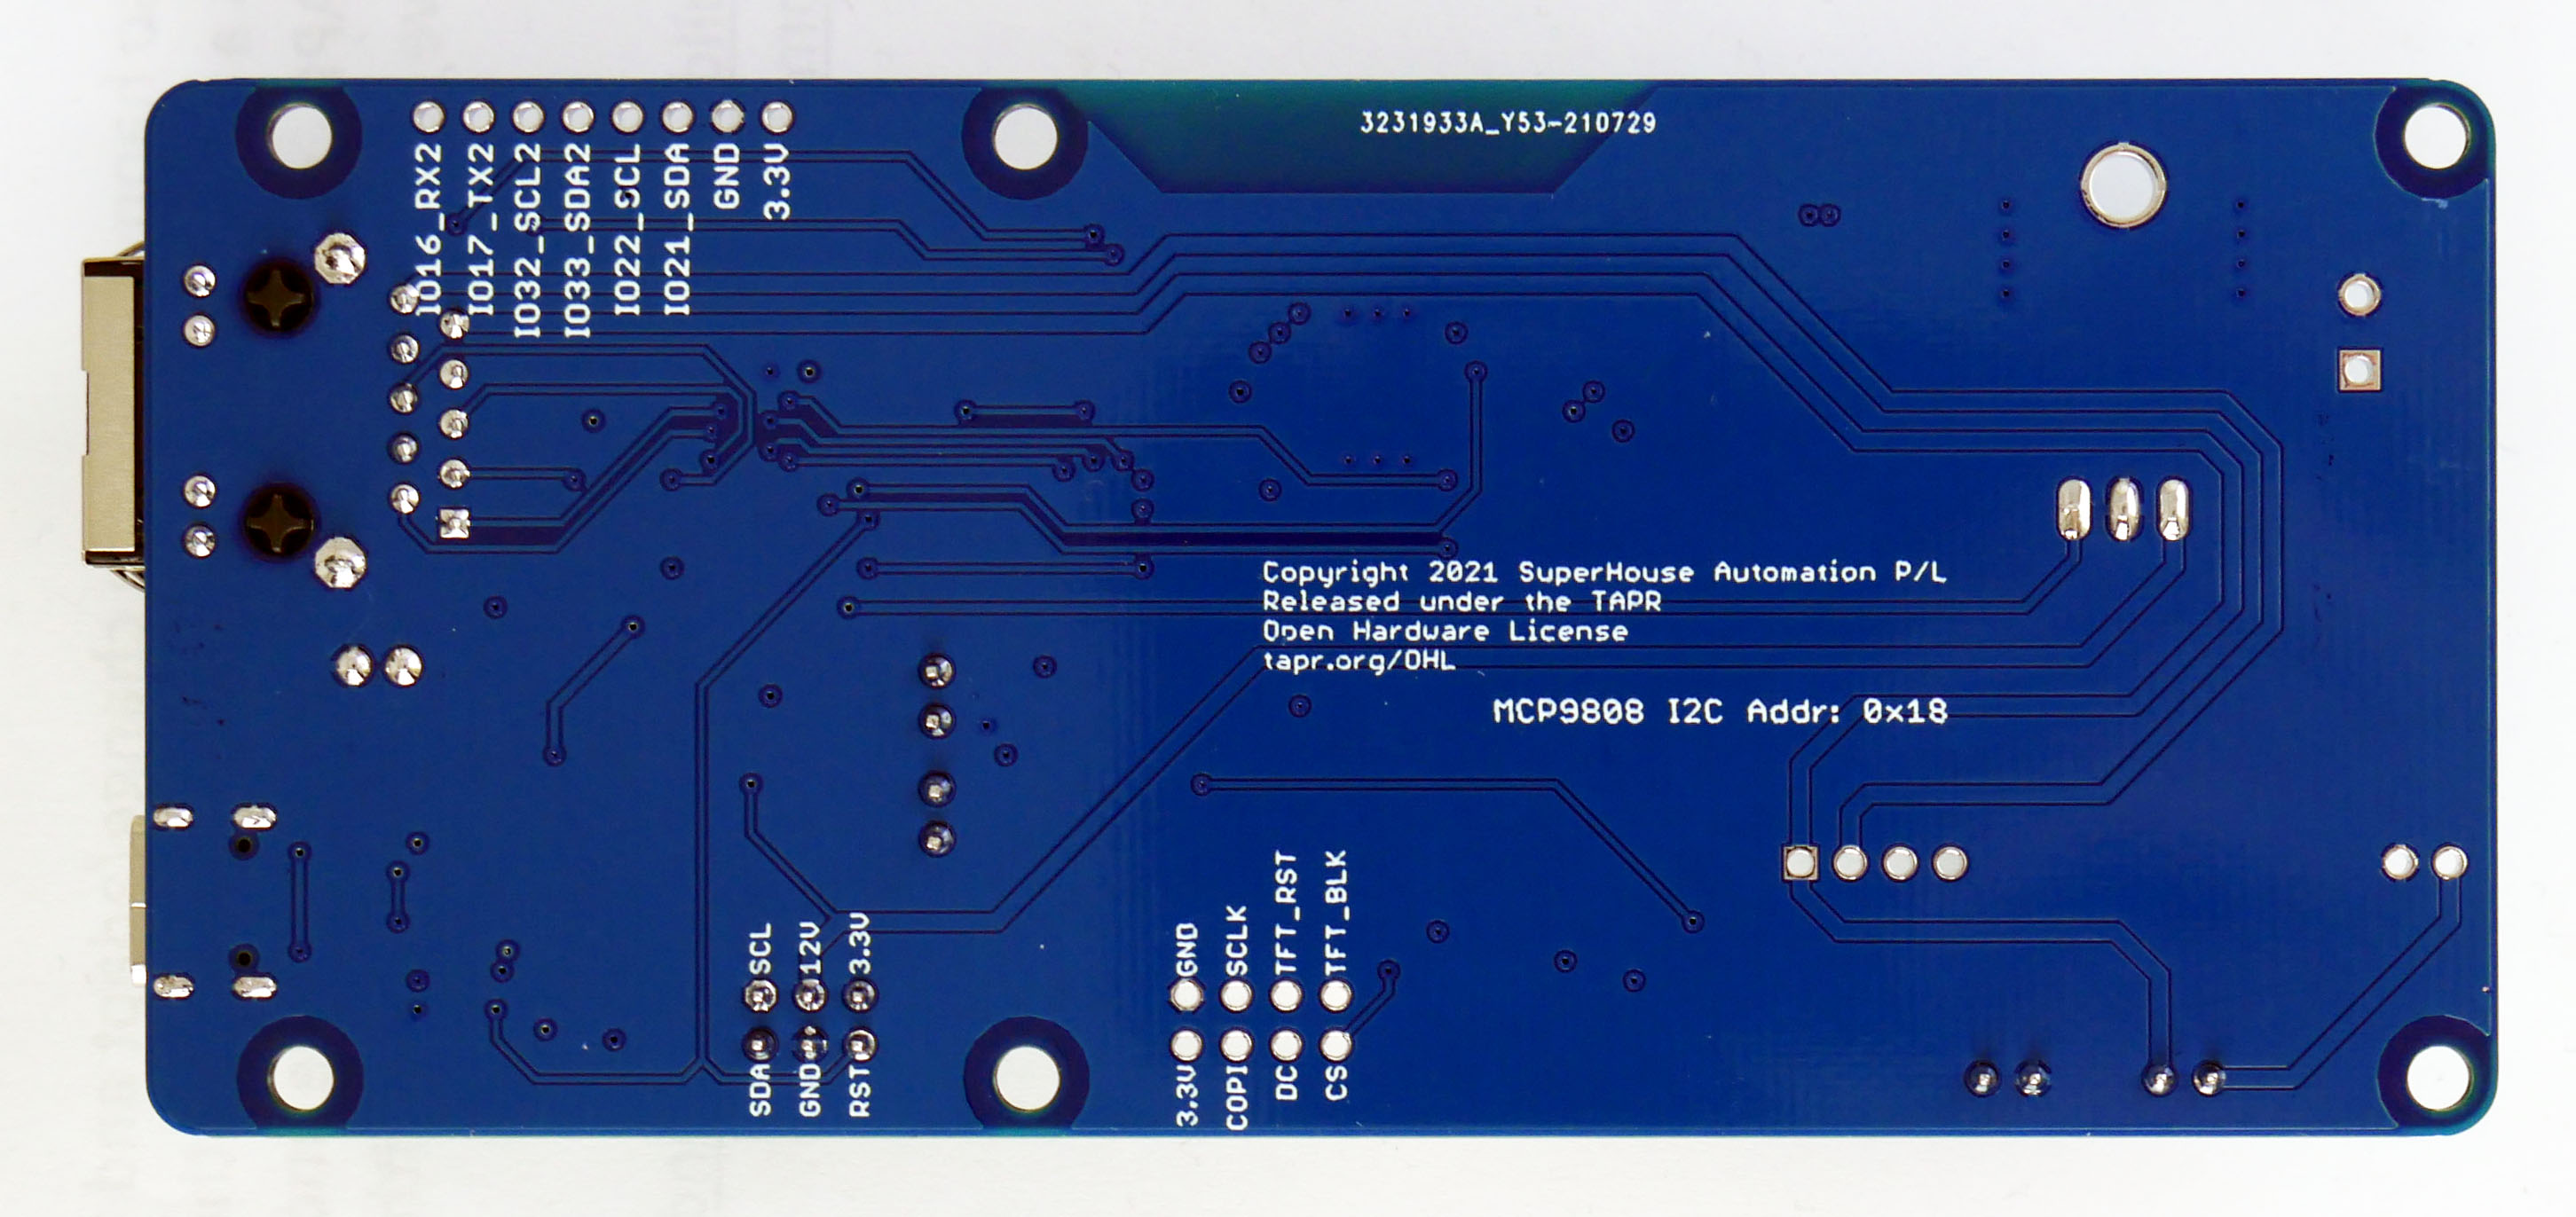 3231933A_Y53-210729
IO16_RX2
IO17_TX2
IO32_SCL2
IO33_SDA2
IO22_SCL
IO21_SDA
GND
3.3V
Copyright 2021 SuperHouse Automation P/L
Released under the TAPR
Open Hardware License
tapr.org/OHL
MCP9808 I2C Addr: 0x18
SCL
12V
3.3V
SDA
GND
RST
GND
SCLK
TFT_RST
TFT_BLK
3.3V
COPI
DC
CS